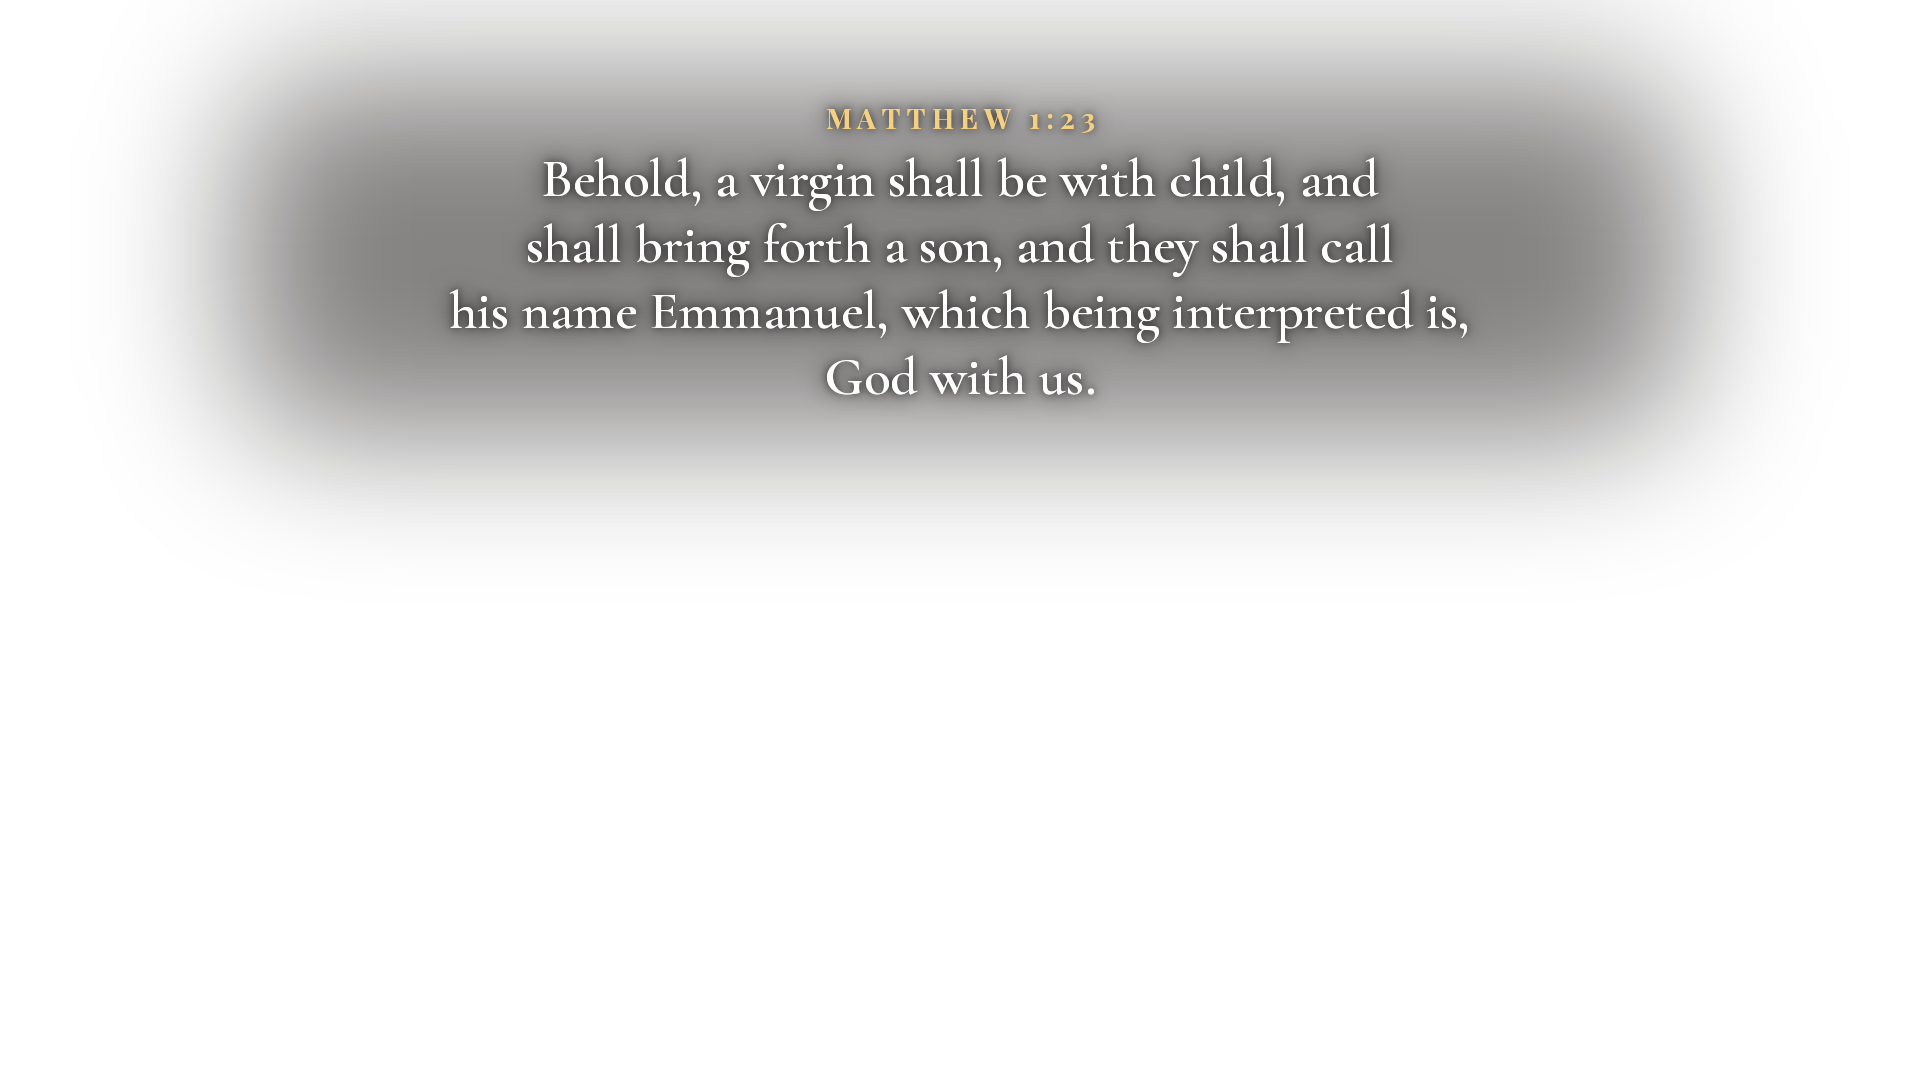 MATTHEW 1:23
Behold, a virgin shall be with child, and
shall bring forth a son, and they shall call
his name Emmanuel, which being interpreted is,
God with us.